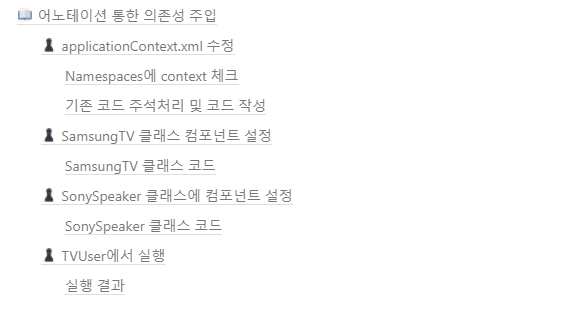 어노테이션 통한 의존성 주입
applicationContext.xml 수정
Namespaces에 context 체크
기존 코드 주석처리 및 코드 작성
SamsungTV 클래스 컴포넌트 설정
SamsungTV 클래스 코드
SonySpeaker 클래스에 컴포넌트 설정
SonySpeaker 클래스 코드
TVUser에서 실행
실행 결과